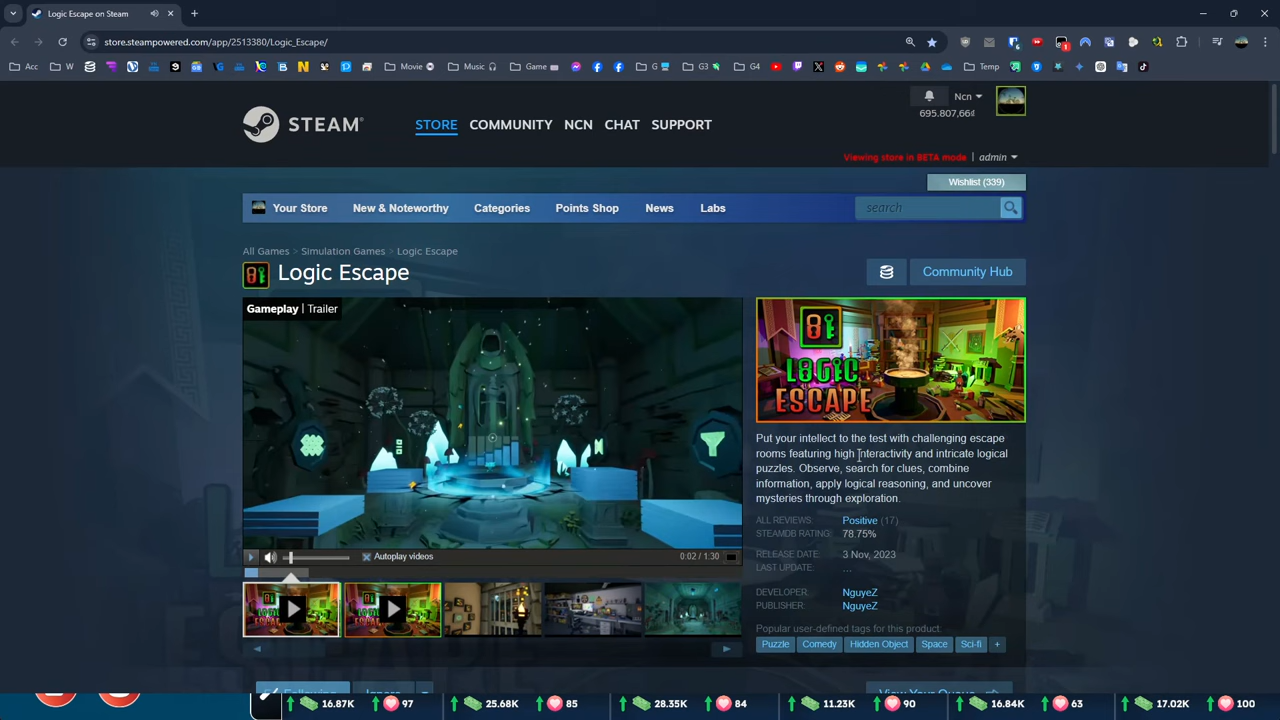 Logic Escape on Steam
store.steampowered.com/app/2513380/Logic_Escape/
Acc W Movie Music Game G G3 G4 Temp
STEAM
STORE COMMUNITY NCN CHAT SUPPORT
Ncn
695.807,66₫
Viewing store in BETA mode | admin
Wishlist (339)
Your Store New & Noteworthy Categories Points Shop News Labs
search
All Games > Simulation Games > Logic Escape
Logic Escape
Community Hub
Gameplay | Trailer
LOGIC
ESCAPE
Put your intellect to the test with challenging escape
rooms featuring high interactivity and intricate logical
puzzles. Observe, search for clues, combine
information, apply logical reasoning, and uncover
mysteries through exploration.
ALL REVIEWS: Positive (17)
STEAMDB RATING: 78.75%
RELEASE DATE: 3 Nov, 2023
LAST UPDATE: ...
Autoplay videos
0:02 / 1:30
DEVELOPER: NguyeZ
PUBLISHER: NguyeZ
Popular user-defined tags for this product:
Puzzle Comedy Hidden Object Space Sci-fi +
Following Ignore View Your Queue
16.87K 97 25.68K 85 28.35K 84 11.23K 90 16.84K 63 17.02K 100